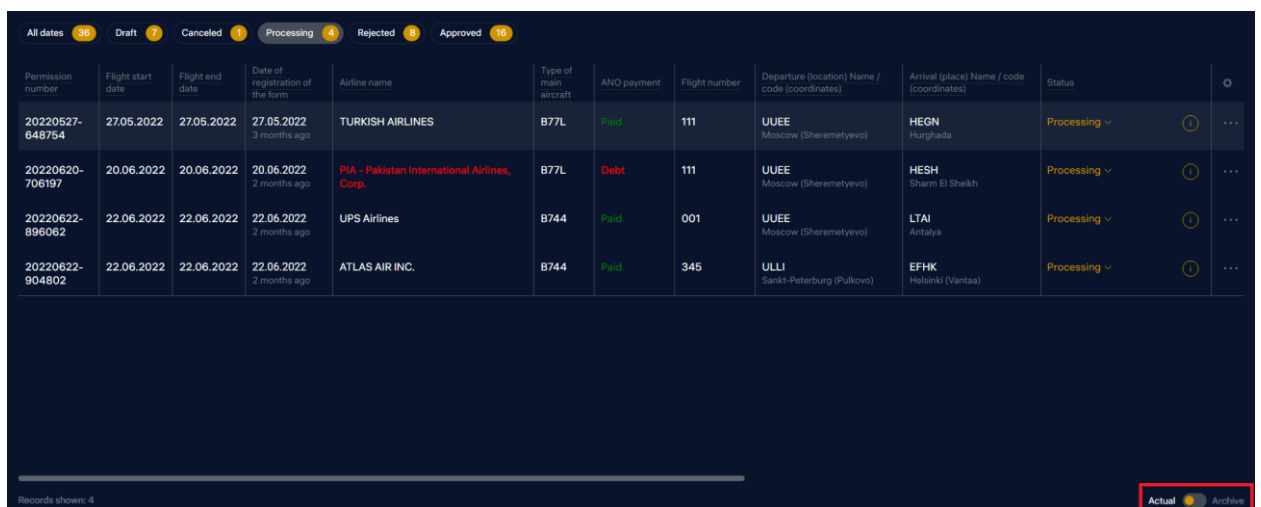 All dates 36 Draft 7 Canceled 1 Processing 4 Rejected 8 Approved 16
Permission number Flight start date Flight end date Date of registration of the form Airline name Type of main aircraft ANO payment Flight number Departure (location) Name / code (coordinates) Arrival (place) Name / code (coordinates) Status
20220527-648754 27.05.2022 27.05.2022 27.05.2022 3 months ago TURKISH AIRLINES B77L Paid 111 UUEE Moscow (Sheremetyevo) HEGN Hurghada Processing
20220620-706197 20.06.2022 20.06.2022 20.06.2022 2 months ago PIA - Pakistan International Airlines, Corp. B77L Debt 111 UUEE Moscow (Sheremetyevo) HESH Sharm El Sheikh Processing
20220622-896062 22.06.2022 22.06.2022 22.06.2022 2 months ago UPS Airlines B744 Paid 001 UUEE Moscow (Sheremetyevo) LTAI Antalya Processing
20220622-904802 22.06.2022 22.06.2022 22.06.2022 2 months ago ATLAS AIR INC. B744 Paid 345 ULLI Sankt-Peterburg (Pulkovo) EFHK Helsinki (Vantaa) Processing
Records shown: 4 Actual Archive